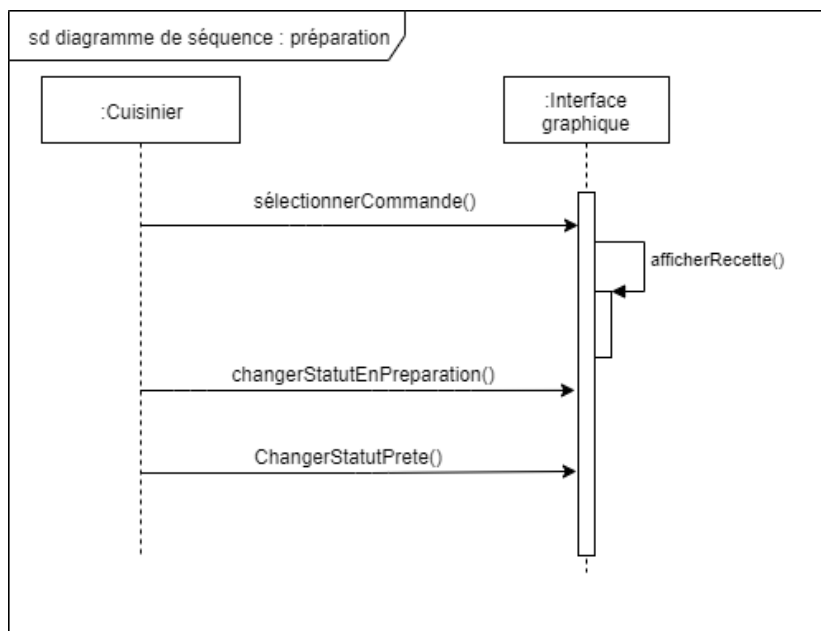 sd diagramme de séquence : préparation
:Cuisinier
:Interface
graphique
sélectionnerCommande()
afficherRecette()
changerStatutEnPreparation()
ChangerStatutPrete()